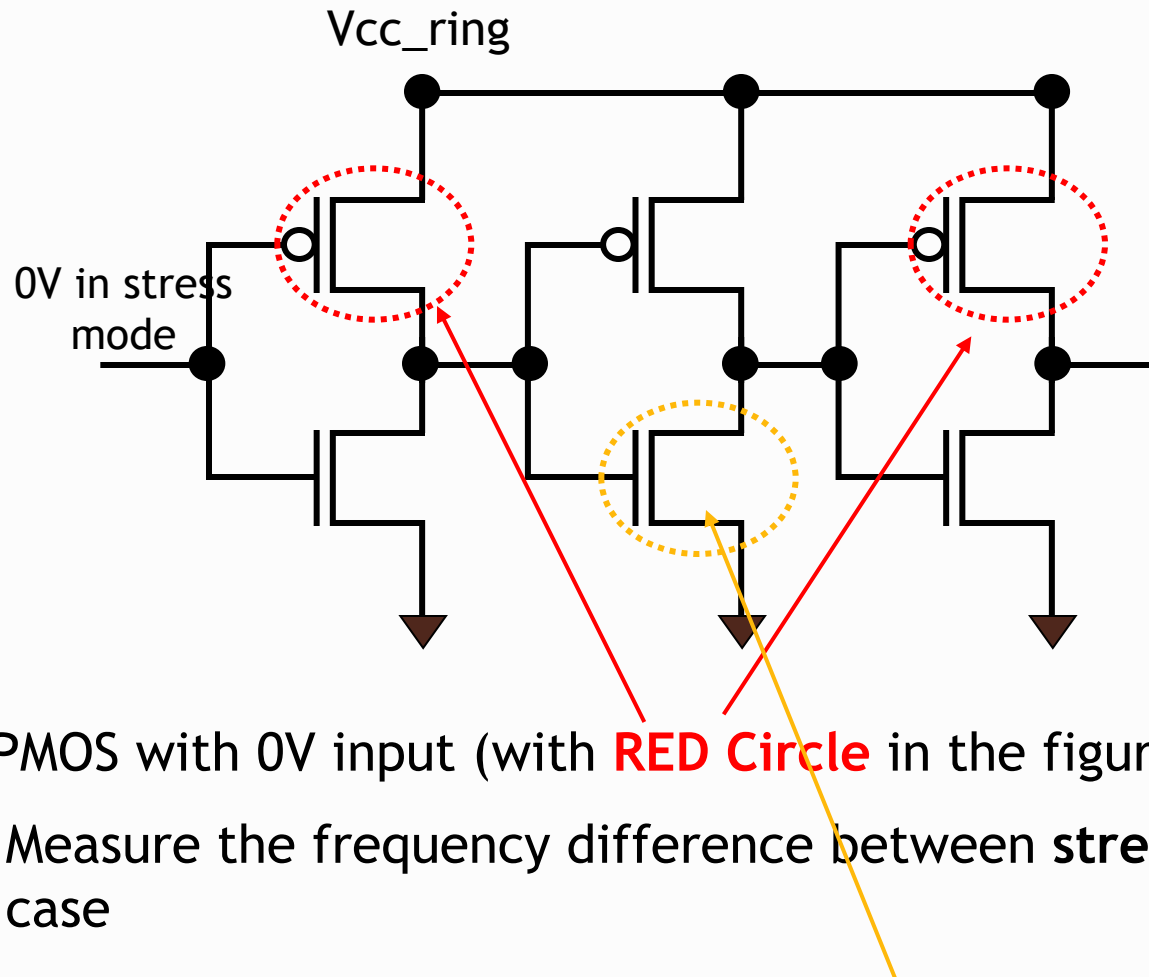 Vcc_ring
0V in stress
mode
PMOS with 0V input (with RED Circle in the figur
Measure the frequency difference between stre
case